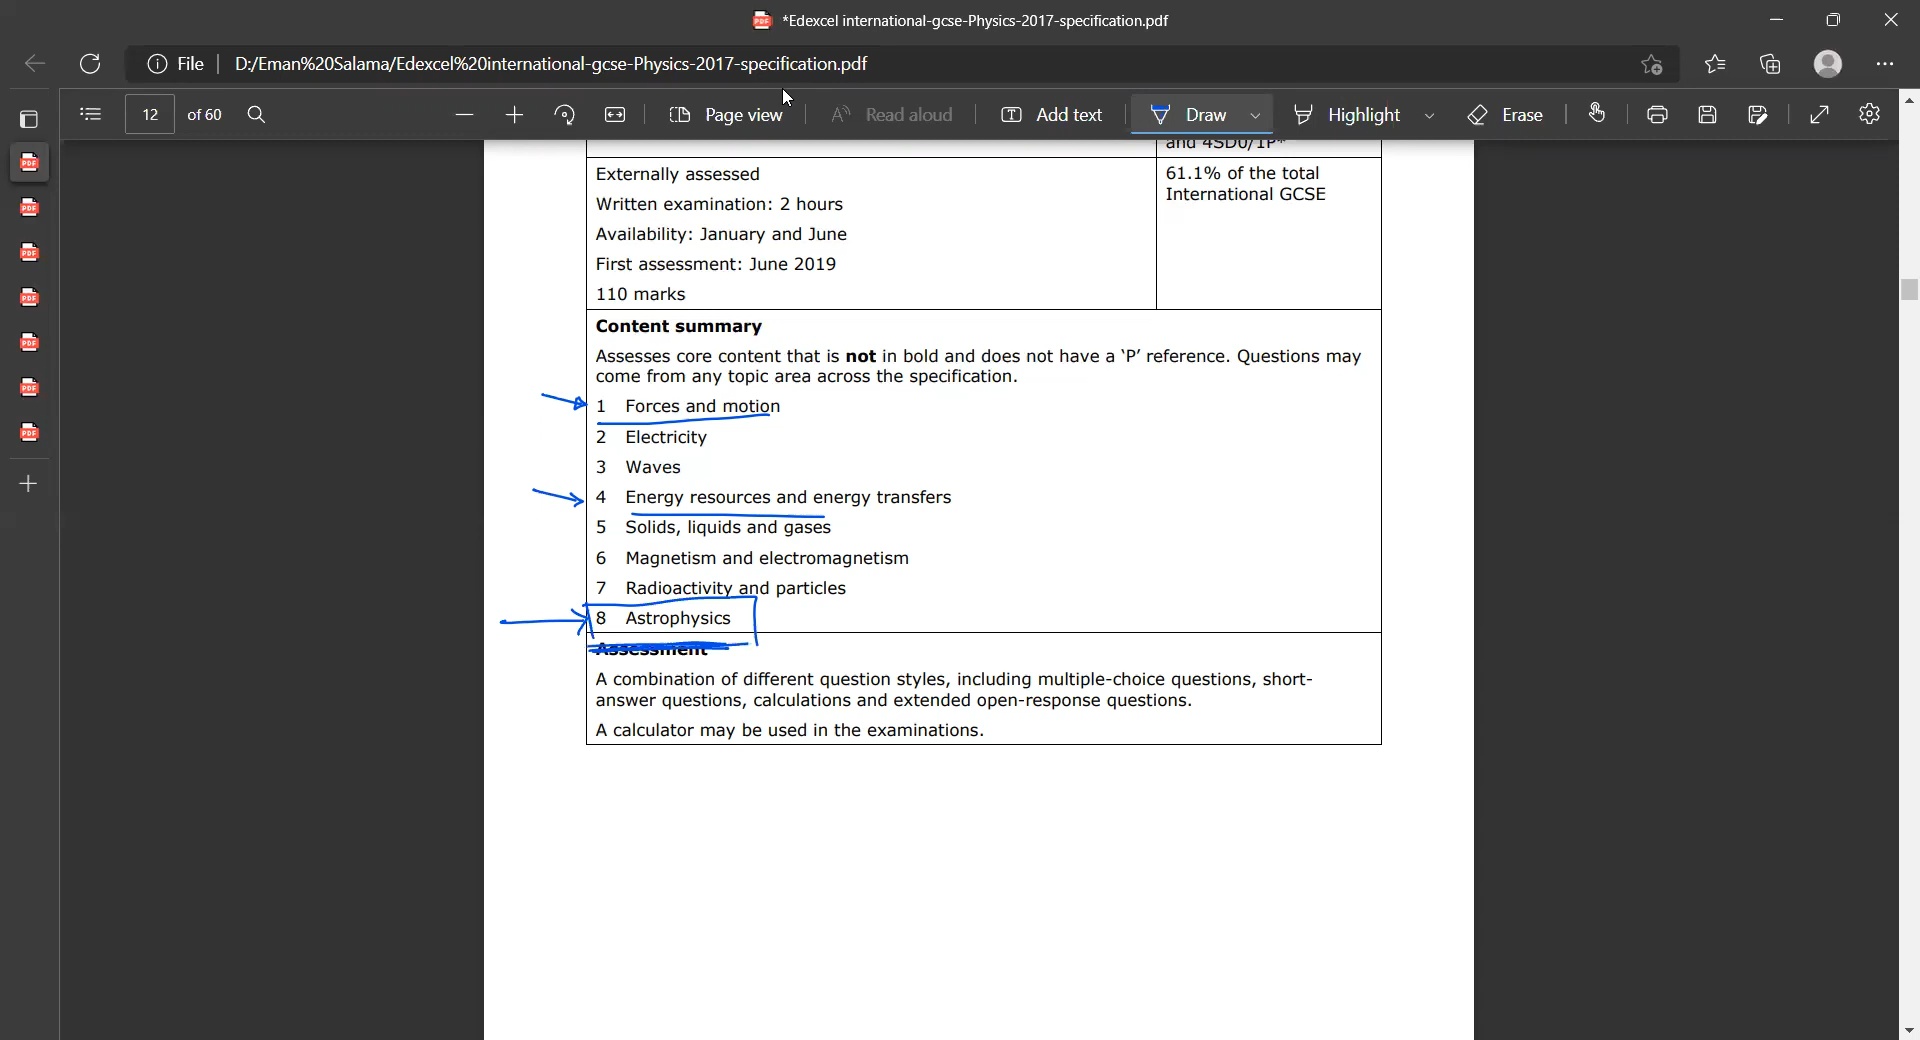 *Edexcel international-gcse-Physics-2017-specification.pdf
File D:/Eman%20Salama/Edexcel%20international-gcse-Physics-2017-specification.pdf
12 of 60 Page view Read aloud Add text Draw Highlight Erase
and 4SD0/1P*
Externally assessed
61.1% of the total
International GCSE
Written examination: 2 hours
Availability: January and June
First assessment: June 2019
110 marks
Content summary
Assesses core content that is not in bold and does not have a ‘P’ reference. Questions may
come from any topic area across the specification.
1 Forces and motion
2 Electricity
3 Waves
4 Energy resources and energy transfers
5 Solids, liquids and gases
6 Magnetism and electromagnetism
7 Radioactivity and particles
8 Astrophysics
Assessment
A combination of different question styles, including multiple-choice questions, short-
answer questions, calculations and extended open-response questions.
A calculator may be used in the examinations.